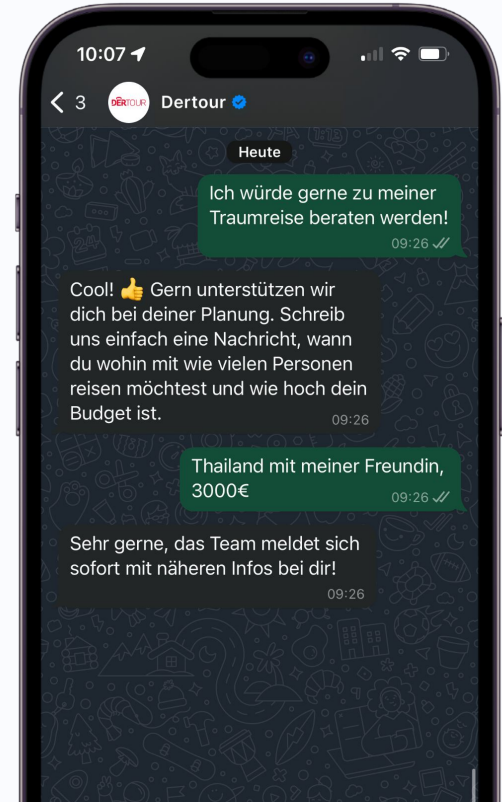 10:07
3
DERTOUR
Dertour
Heute
Ich würde gerne zu meiner
Traumreise beraten werden!
09:26
Cool! 👍 Gern unterstützen wir
dich bei deiner Planung. Schreib
uns einfach eine Nachricht, wann
du wohin mit wie vielen Personen
reisen möchtest und wie hoch dein
Budget ist.
09:26
Thailand mit meiner Freundin,
3000€
09:26
Sehr gerne, das Team meldet sich
sofort mit näheren Infos bei dir!
09:26